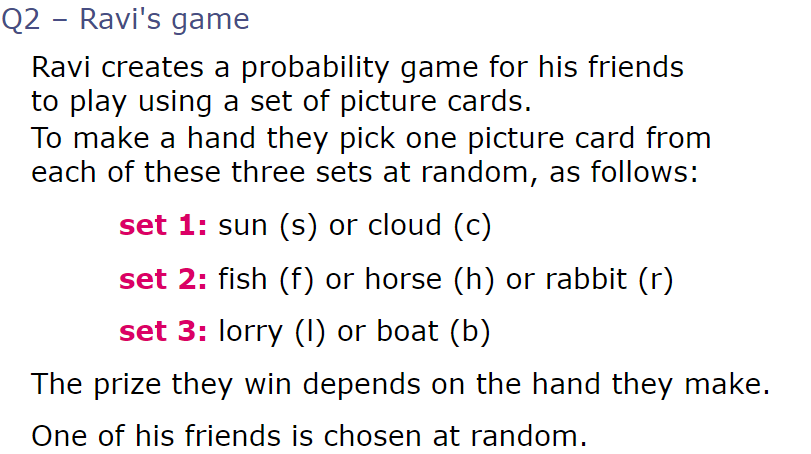 Q2 – Ravi's game
Ravi creates a probability game for his friends
to play using a set of picture cards.
To make a hand they pick one picture card from
each of these three sets at random, as follows:
set 1: sun (s) or cloud (c)
set 2: fish (f) or horse (h) or rabbit (r)
set 3: lorry (l) or boat (b)
The prize they win depends on the hand they make.
One of his friends is chosen at random.